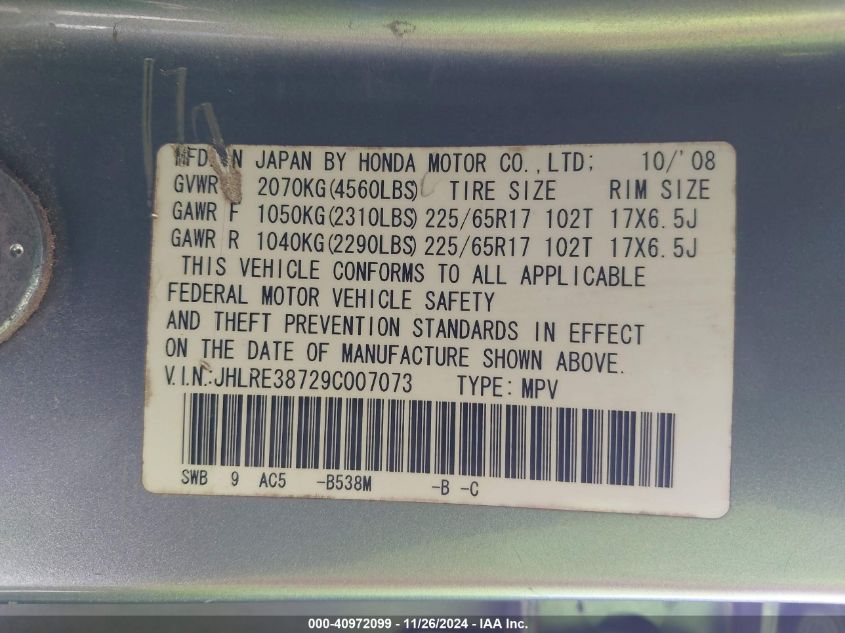 MFD. IN JAPAN BY HONDA MOTOR CO.,LTD; 10/'08
GVWR 2070KG(4560LBS) TIRE SIZE RIM SIZE
GAWR F 1050KG(2310LBS) 225/65R17 102T 17X6.5J
GAWR R 1040KG(2290LBS) 225/65R17 102T 17X6.5J
THIS VEHICLE CONFORMS TO ALL APPLICABLE
FEDERAL MOTOR VEHICLE SAFETY
AND THEFT PREVENTION STANDARDS IN EFFECT
ON THE DATE OF MANUFACTURE SHOWN ABOVE.
V.I.N.:JHLRE38729C007073 TYPE: MPV
SWB 9 AC5 -B538M -B -C
000-40972099 - 11/26/2024 - IAA Inc.